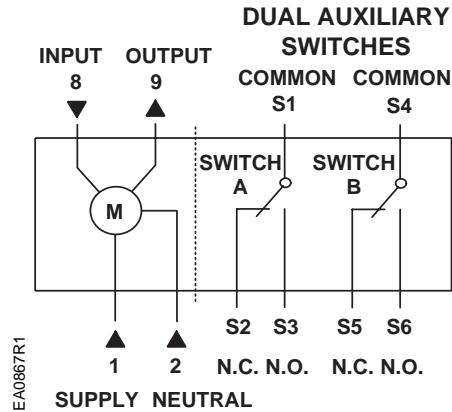 DUAL AUXILIARY
SWITCHES
INPUT OUTPUT
8 9
COMMON COMMON
S1 S4
SWITCH SWITCH
A B
M
S2 S3 S5 S6
1 2
N.C. N.O. N.C. N.O.
SUPPLY NEUTRAL
EA0867R1